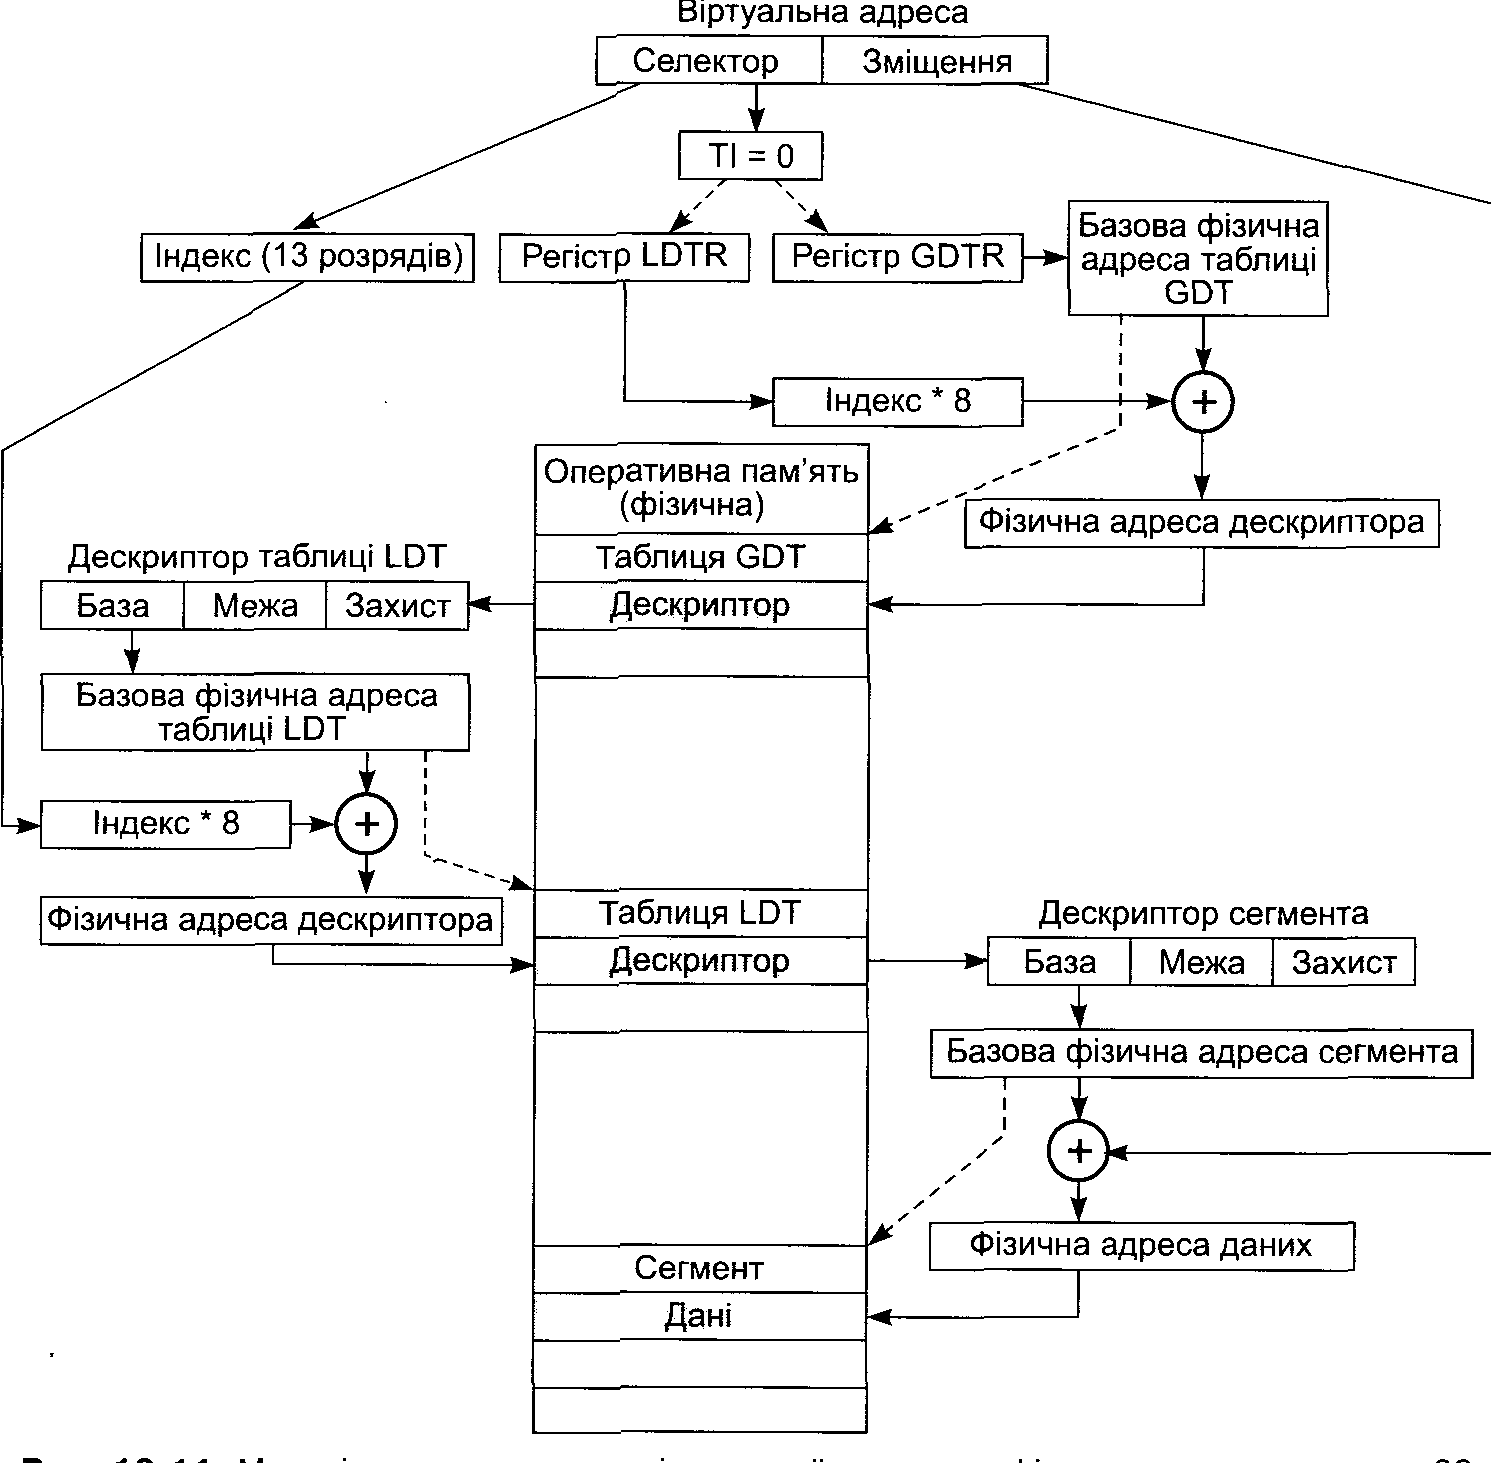 Віртуальна адреса
Селектор
Зміщення
TI = 0
Індекс (13 розрядів)
Регістр LDTR
Регістр GDTR
Базова фізична
адреса таблиці
GDT
Індекс * 8
+
Оперативна пам'ять
(фізична)
Фізична адреса дескриптора
Таблиця GDT
Дескриптор таблиці LDT
База
Межа
Захист
Дескриптор
Базова фізична адреса
таблиці LDT
Індекс * 8
+
Фізична адреса дескриптора
Таблиця LDT
Дескриптор
Дескриптор сегмента
База
Межа
Захист
Базова фізична адреса сегмента
+
Фізична адреса даних
Сегмент
Дані